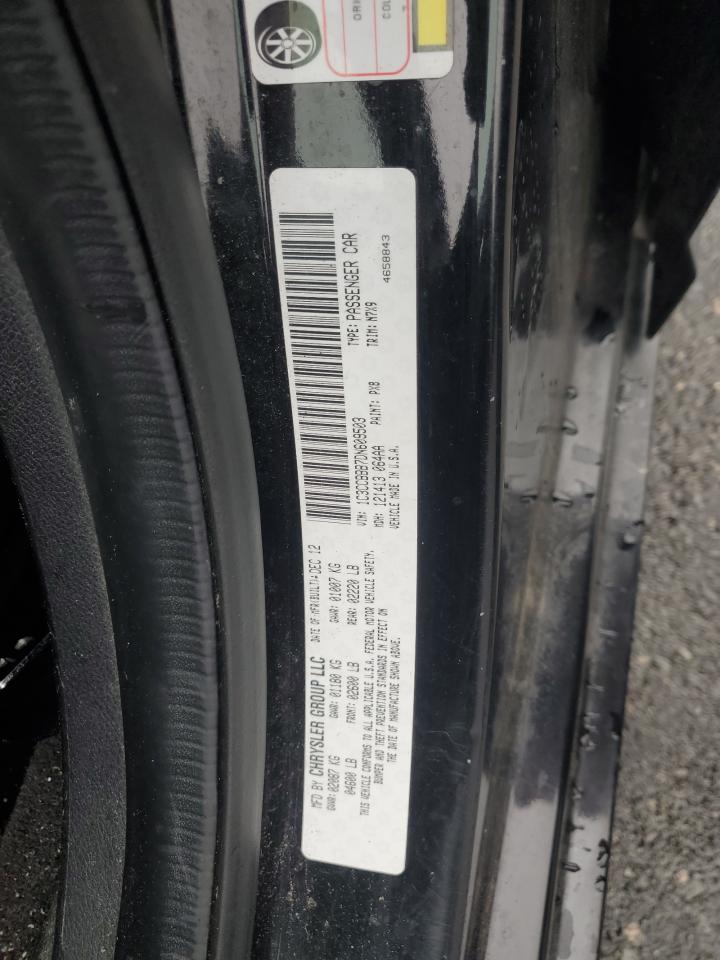 MFD BY CHRYSLER GROUP LLC DATE OF MFR(BUILT): DEC 12
GVWR: 02087 KG GAWR: 01180 KG GAWR: 01007 KG
04600 LB FRONT: 02600 LB REAR: 02220 LB
THIS VEHICLE CONFORMS TO ALL APPLICABLE U.S.A. FEDERAL MOTOR VEHICLE SAFETY,
BUMPER AND THEFT PREVENTION STANDARDS IN EFFECT ON
THE DATE OF MANUFACTURE SHOWN ABOVE.
VIN: 1C3CCBBB7DN609503 TYPE: PASSENGER CAR
MDH: 121413 064AA PAINT: PX8 TRIM: M7X9
VEHICLE MADE IN U.S.A.
4658843